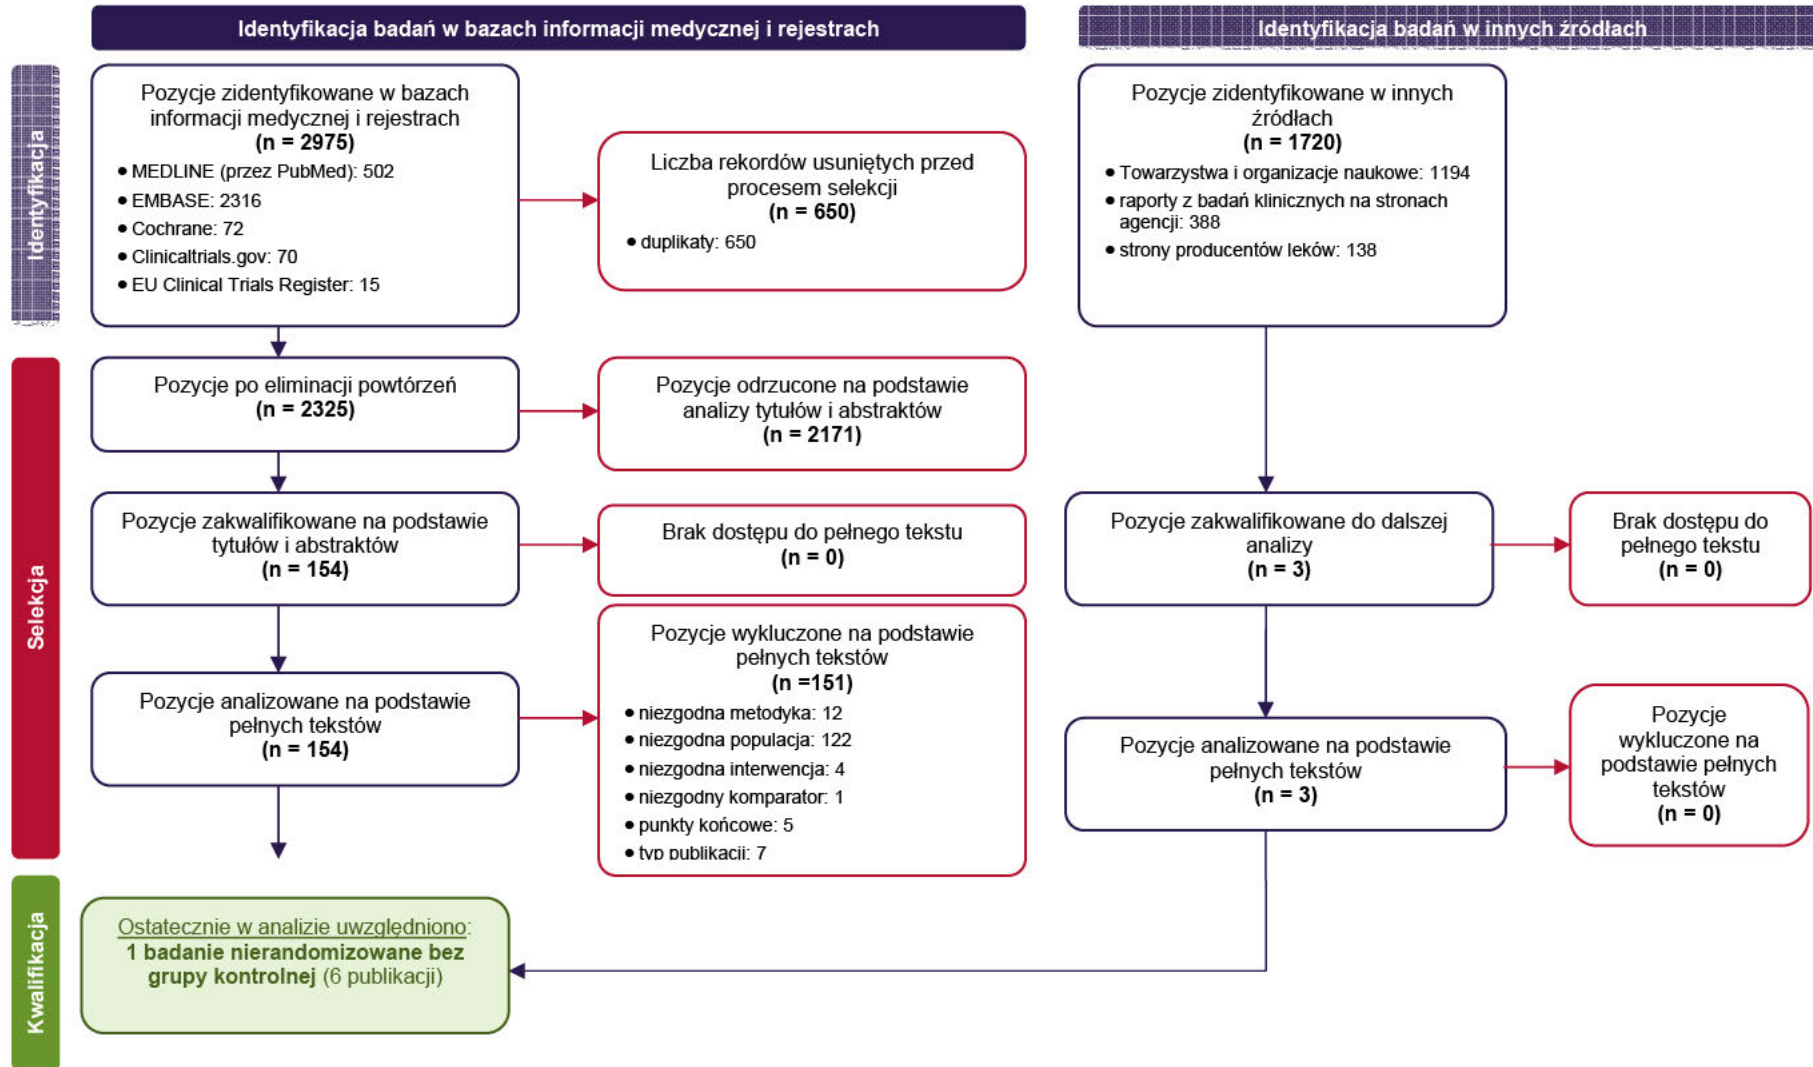 Identyfikacja badań w bazach informacji medycznej i rejestrach
Identyfikacja badań w innych źródłach
Identyfikacja
Pozycje zidentyfikowane w bazach
informacji medycznej i rejestrach
(n = 2975)
• MEDLINE (przez PubMed): 502
• EMBASE: 2316
• Cochrane: 72
• Clinicaltrials.gov: 70
• EU Clinical Trials Register: 15
Liczba rekordów usuniętych przed
procesem selekcji
(n = 650)
• duplikaty: 650
Pozycje zidentyfikowane w innych
źródłach
(n = 1720)
• Towarzystwa i organizacje naukowe: 1194
• raporty z badań klinicznych na stronach
agencji: 388
• strony producentów leków: 138
Selekcja
Pozycje po eliminacji powtórzeń
(n = 2325)
Pozycje odrzucone na podstawie
analizy tytułów i abstraktów
(n = 2171)
Pozycje zakwalifikowane na podstawie
tytułów i abstraktów
(n = 154)
Brak dostępu do pełnego tekstu
(n = 0)
Pozycje zakwalifikowane do dalszej
analizy
(n = 3)
Brak dostępu do
pełnego tekstu
(n = 0)
Pozycje analizowane na podstawie
pełnych tekstów
(n = 154)
Pozycje wykluczone na podstawie
pełnych tekstów
(n =151)
• niezgodna metodyka: 12
• niezgodna populacja: 122
• niezgodna interwencja: 4
• niezgodny komparator: 1
• punkty końcowe: 5
• typ publikacji: 7
Pozycje analizowane na podstawie
pełnych tekstów
(n = 3)
Pozycje
wykluczone na
podstawie pełnych
tekstów
(n = 0)
Kwalifikacja
Ostatecznie w analizie uwzględniono:
1 badanie nierandomizowane bez
grupy kontrolnej (6 publikacji)